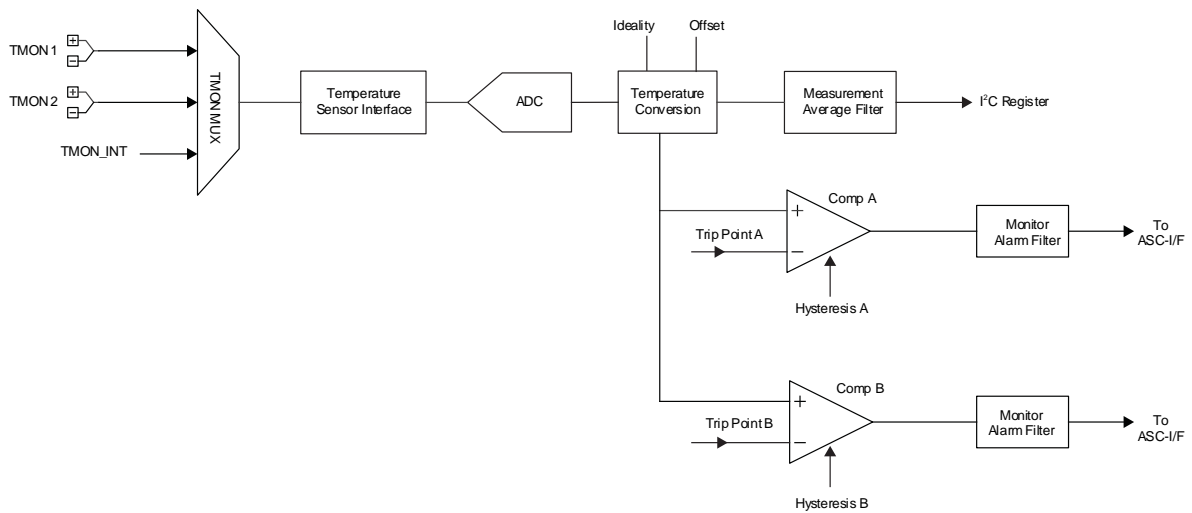 Ideality
Offset
TMON 1
+
−
TMON 2
+
−
TMON_INT
TMON MUX
Temperature
Sensor Interface
ADC
Temperature
Conversion
Measurement
Average Filter
I²C Register
Comp A
+
−
Trip Point A
Hysteresis A
Monitor
Alarm Filter
To
ASC-I/F
Comp B
+
−
Trip Point B
Hysteresis B
Monitor
Alarm Filter
To
ASC-I/F